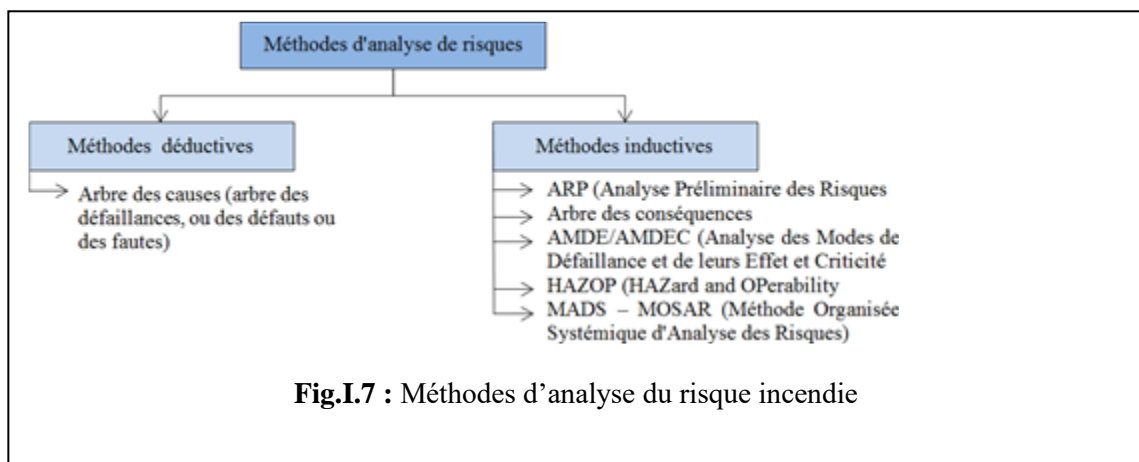 Méthodes d'analyse de risques
Méthodes déductives
Arbre des causes (arbre des
défaillances, ou des défauts ou
des fautes)
Méthodes inductives
ARP (Analyse Préliminaire des Risques
Arbre des conséquences
AMDE/AMDEC (Analyse des Modes de
Défaillance et de leurs Effet et Criticité
HAZOP (HAZard and OPerability
MADS – MOSAR (Méthode Organisée
Systémique d'Analyse des Risques)
Fig.I.7 : Méthodes d’analyse du risque incendie